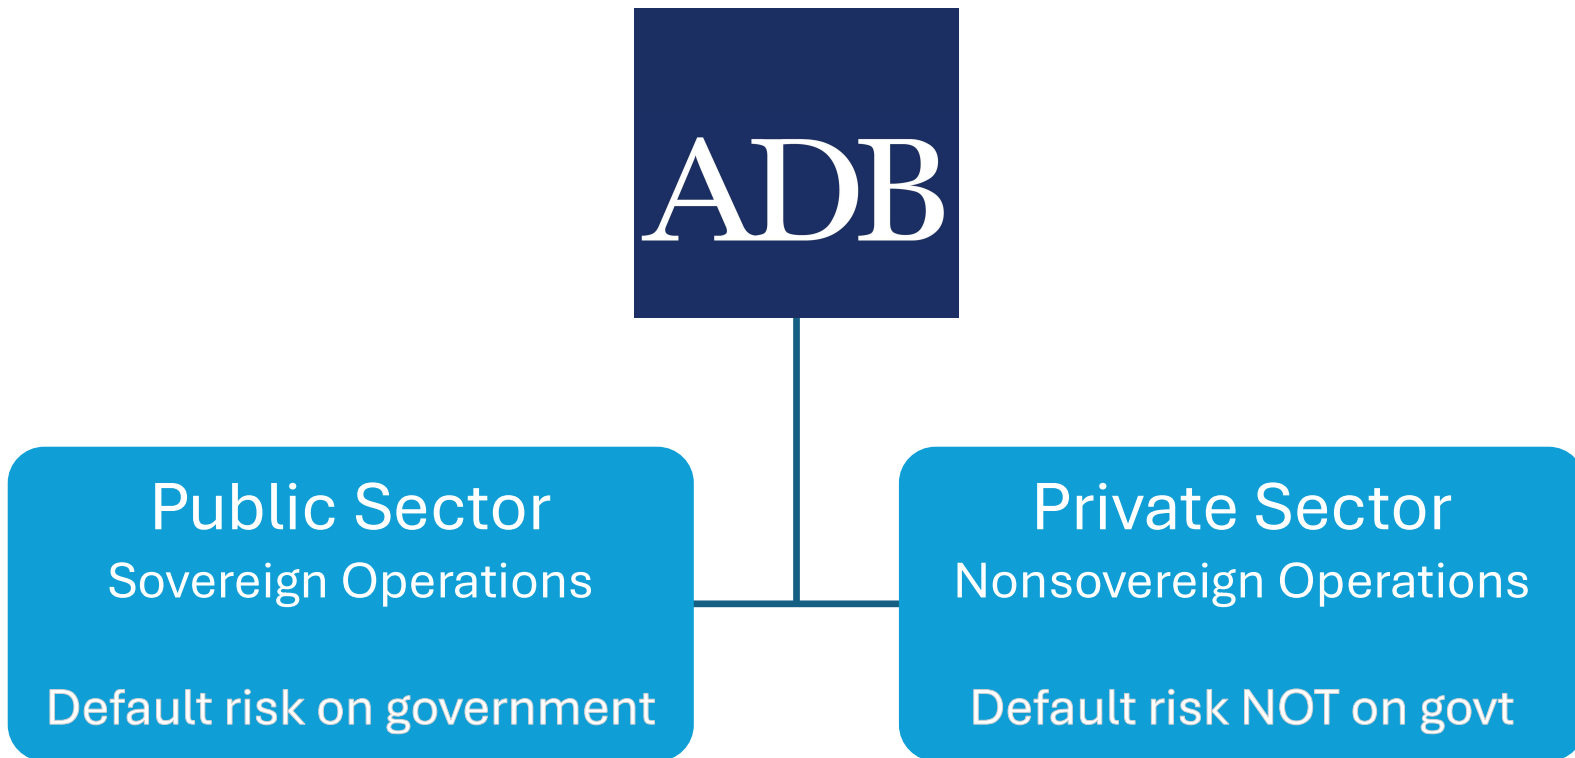 ADB
Public Sector
Sovereign Operations
Default risk on government
Private Sector
Nonsovereign Operations
Default risk NOT on govt